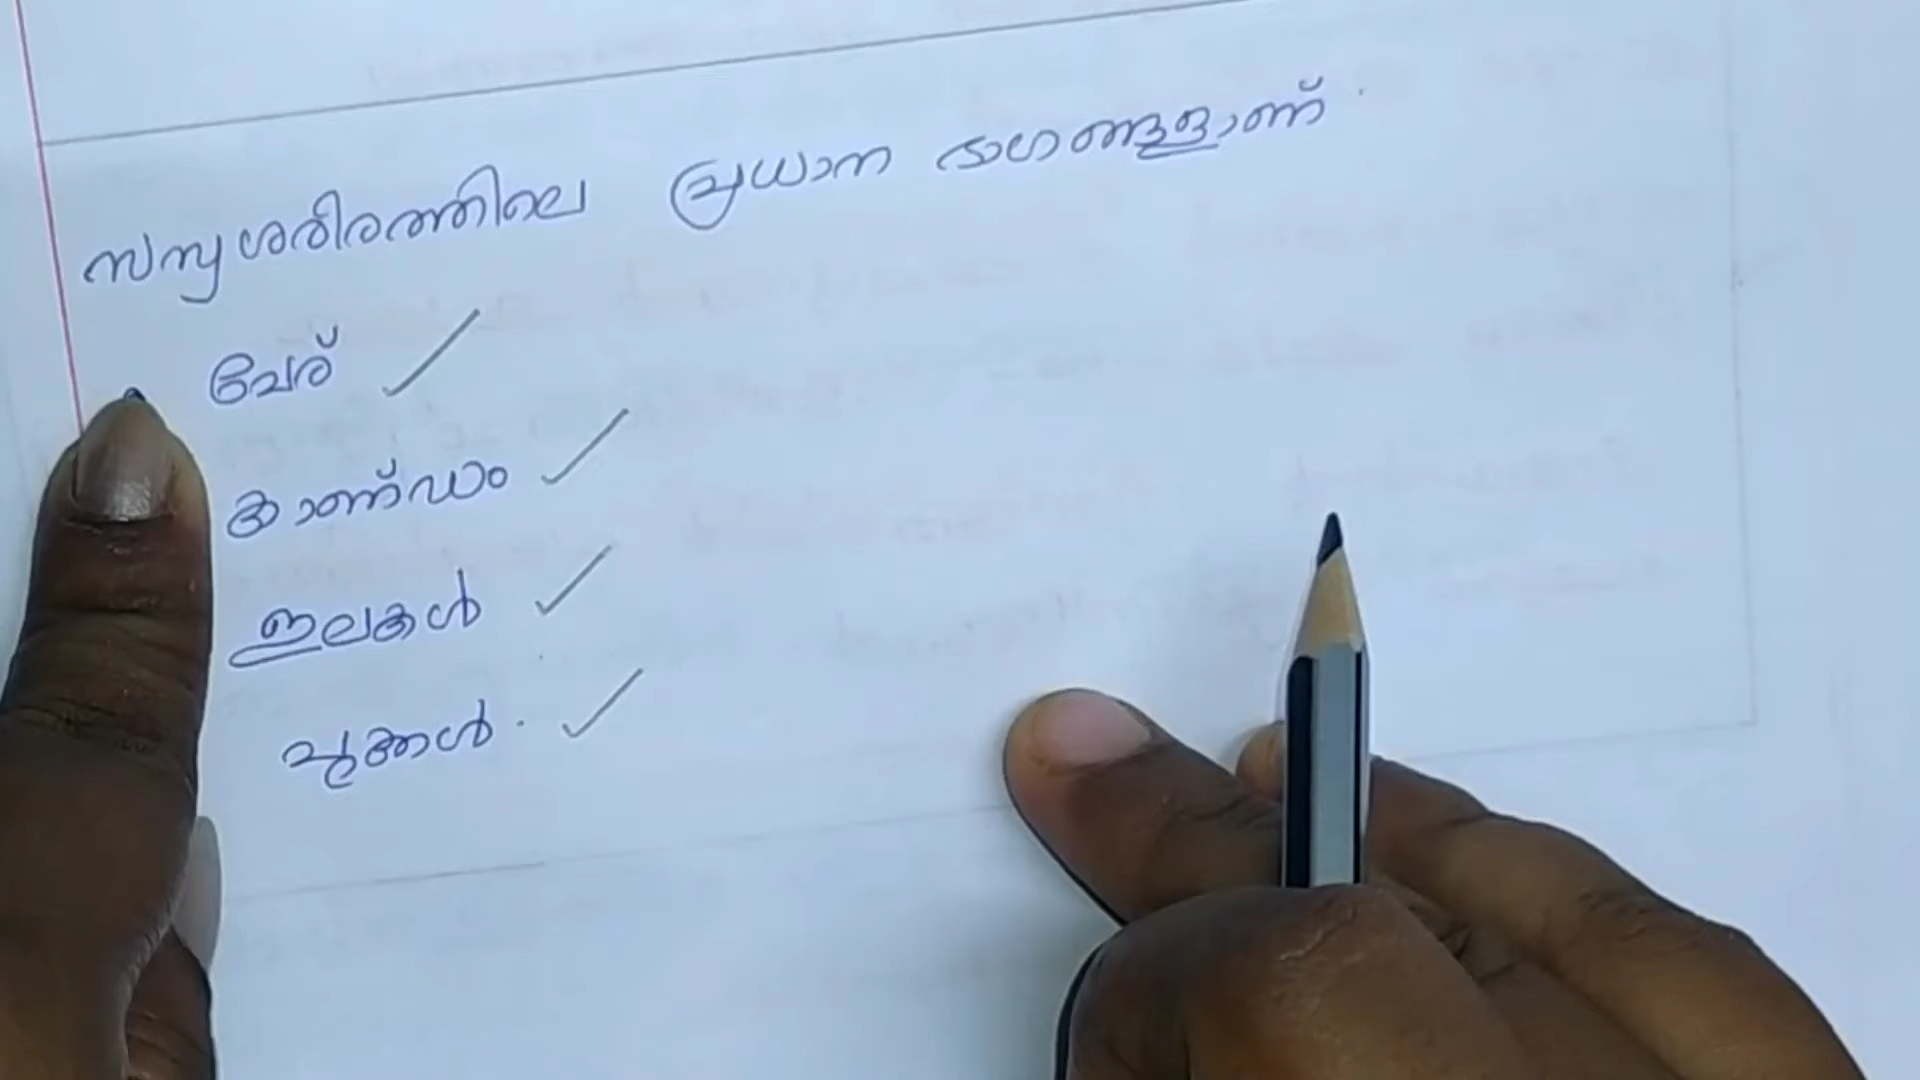 സസ്യശരീരത്തിലെ പ്രധാന ഭാഗങ്ങളാണ്
വേര്
കാണ്ഡം
ഇലകൾ
പൂക്കൾ.